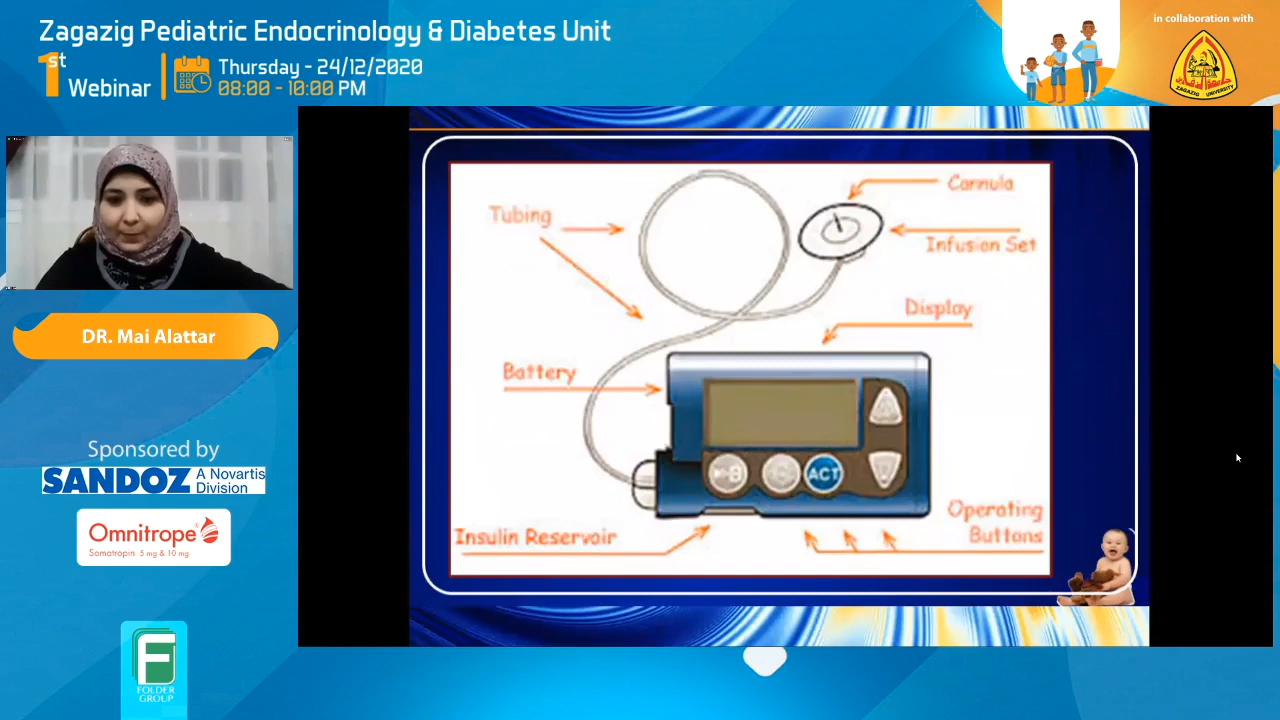 Zagazig Pediatric Endocrinology & Diabetes Unit
1st Webinar
Thursday - 24/12/2020
08:00 - 10:00 PM
in collaboration with
ZAGAZIG UNIVERSITY
DR. Mai Alattar
Sponsored by
SANDOZ A Novartis
Division
Omnitrope®
Somatropin 5 mg & 10 mg
FOLDER
GROUP
Tubing
Cannula
Infusion Set
Display
Battery
ACT
Insulin Reservoir
Operating
Buttons